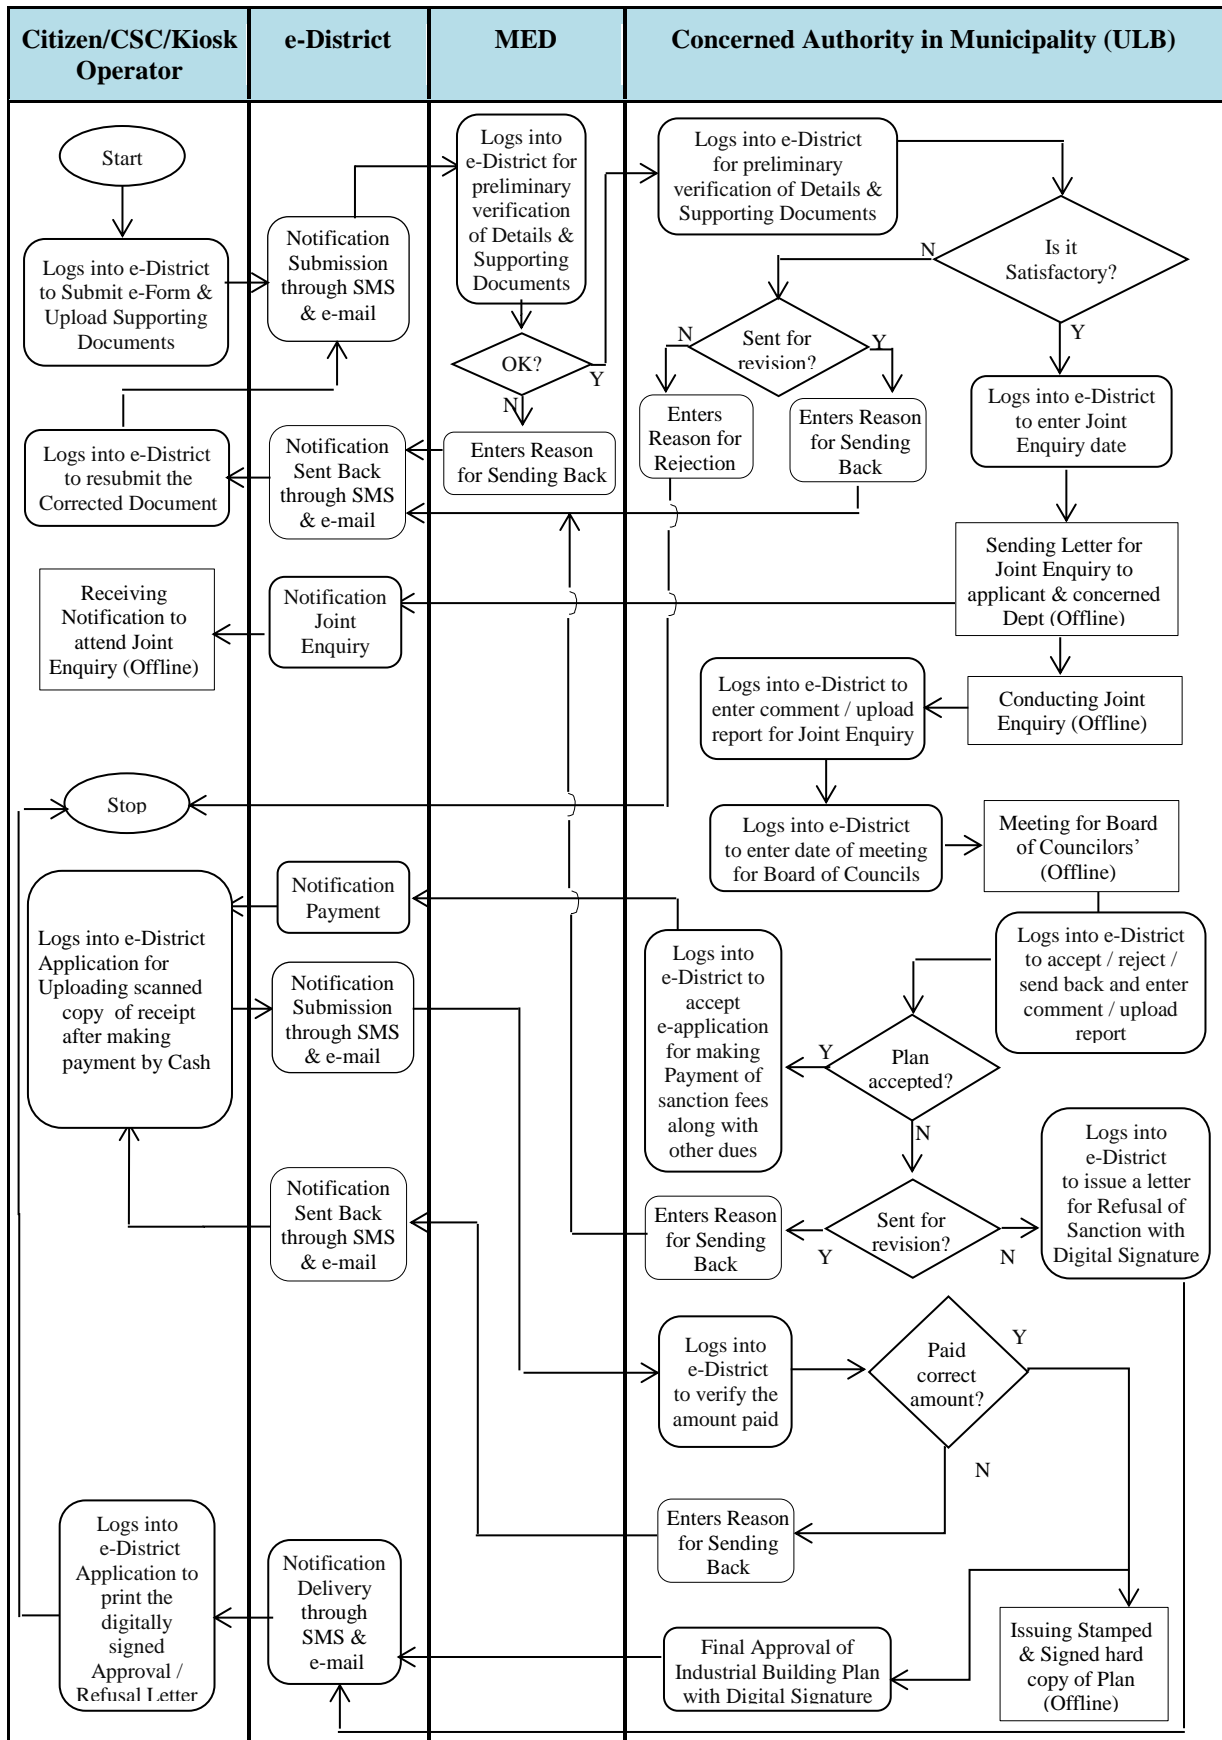 Citizen/CSC/Kiosk
Operator
e-District
MED
Concerned Authority in Municipality (ULB)
Start
Logs into e-District
to Submit e-Form &
Upload Supporting
Documents
Notification
Submission
through SMS
& e-mail
Logs into
e-District for
preliminary
verification
of Details &
Supporting
Documents
Logs into e-District
for preliminary
verification of Details &
Supporting Documents
Is it
Satisfactory?
N
Y
Sent for
revision?
N
Y
OK?
Y
N
Enters
Reason for
Rejection
Enters Reason
for Sending
Back
Logs into e-District
to enter Joint
Enquiry date
Logs into e-District
to resubmit the
Corrected Document
Notification
Sent Back
through SMS
& e-mail
Enters Reason
for Sending Back
Receiving
Notification to
attend Joint
Enquiry (Offline)
Notification
Joint
Enquiry
Sending Letter for
Joint Enquiry to
applicant & concerned
Dept (Offline)
Logs into e-District to
enter comment / upload
report for Joint Enquiry
Conducting Joint
Enquiry (Offline)
Stop
Logs into e-District
to enter date of meeting
for Board of Councils
Meeting for Board
of Councilors’
(Offline)
Notification
Payment
Logs into e-District
Application for
Uploading scanned
copy of receipt
after making
payment by Cash
Notification
Submission
through SMS
& e-mail
Logs into
e-District to
accept
e-application
for making
Payment of
sanction fees
along with
other dues
Logs into e-District
to accept / reject /
send back and enter
comment / upload
report
Y
Plan
accepted?
N
Logs into
e-District
to issue a letter
for Refusal of
Sanction with
Digital Signature
Notification
Sent Back
through SMS
& e-mail
Enters Reason
for Sending
Back
Y
Sent for
revision?
N
Logs into
e-District
to verify the
amount paid
Paid
correct
amount?
Y
N
Enters Reason
for Sending
Back
Logs into
e-District
Application to
print the
digitally
signed
Approval /
Refusal Letter
Notification
Delivery
through
SMS &
e-mail
Final Approval of
Industrial Building Plan
with Digital Signature
Issuing Stamped
& Signed hard
copy of Plan
(Offline)